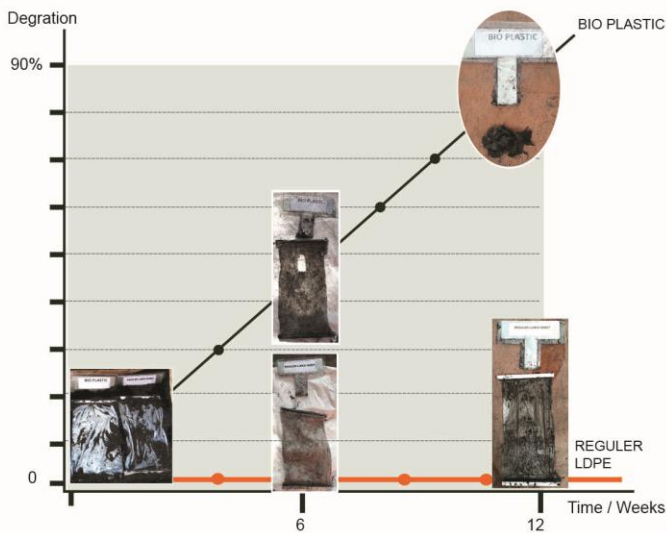 Degration
90%
0
BIO PLASTIC
REGULER
LDPE
Time / Weeks
6
12
BIO PLASTIC
BIO PLASTIC
BIO PLASTIC